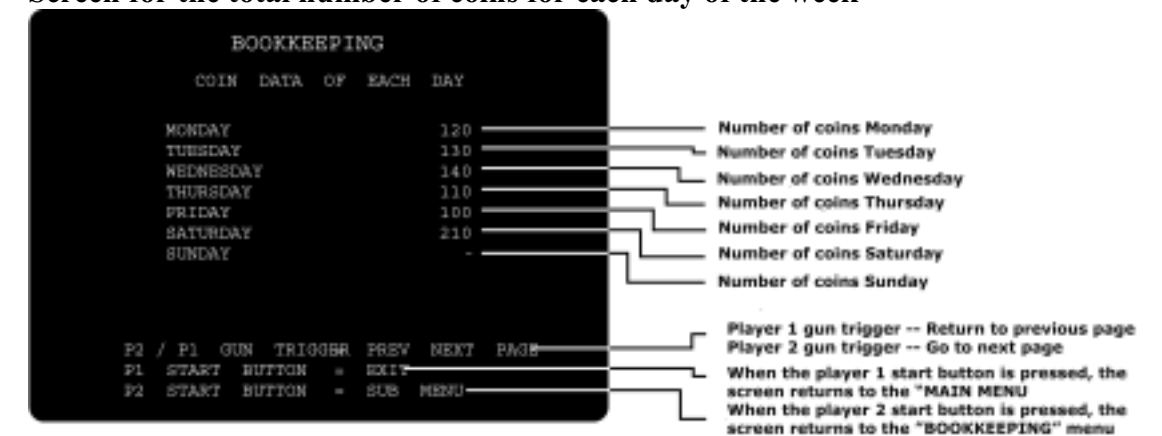 Screen for the total number of coins for each day of the week
BOOKKEEPING
COIN DATA OF EACH DAY
MONDAY 120
TUESDAY 130
WEDNESDAY 140
THURSDAY 110
FRIDAY 100
SATURDAY 210
SUNDAY -
P2 / P1 GUN TRIGGER PREV NEXT PAGE
P1 START BUTTON = EXIT
P2 START BUTTON = SUB MENU
Number of coins Monday
Number of coins Tuesday
Number of coins Wednesday
Number of coins Thursday
Number of coins Friday
Number of coins Saturday
Number of coins Sunday
Player 1 gun trigger -- Return to previous page
Player 2 gun trigger -- Go to next page
When the player 1 start button is pressed, the
screen returns to the "MAIN MENU
When the player 2 start button is pressed, the
screen returns to the "BOOKKEEPING" menu